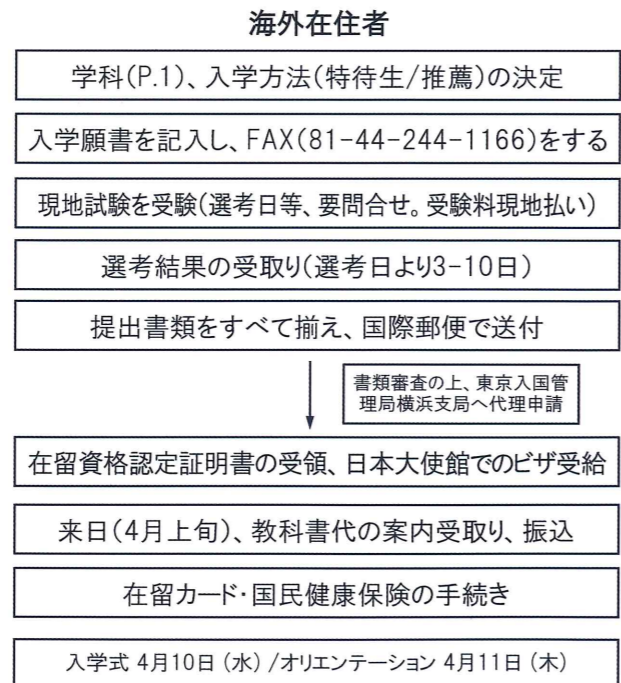 海外在住者
学科(P.1)、入学方法(特待生/推薦)の決定
入学願書を記入し、FAX(81-44-244-1166)をする
現地試験を受験(選考日等、要問合せ。受験料現地払い)
選考結果の受取り(選考日より3-10日)
提出書類をすべて揃え、国際郵便で送付
書類審査の上、東京入国管
理局横浜支局へ代理申請
在留資格認定証明書の受領、日本大使館でのビザ受給
来日(4月上旬)、教科書代の案内受取り、振込
在留カード・国民健康保険の手続き
入学式 4月10日 (水) /オリエンテーション 4月11日 (木)